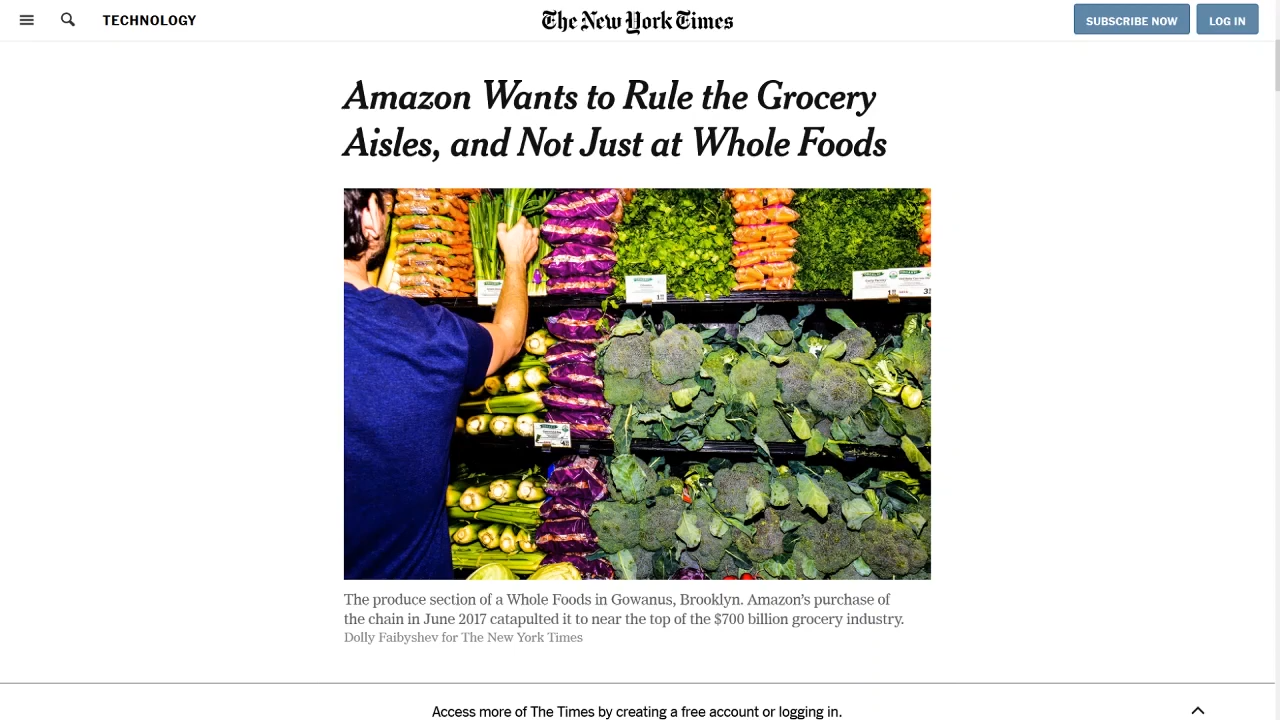 TECHNOLOGY
The New York Times
SUBSCRIBE NOW
LOG IN
Amazon Wants to Rule the Grocery
Aisles, and Not Just at Whole Foods
The produce section of a Whole Foods in Gowanus, Brooklyn. Amazon’s purchase of
the chain in June 2017 catapulted it to near the top of the $700 billion grocery industry.
Dolly Faibyshev for The New York Times
Access more of The Times by creating a free account or logging in.